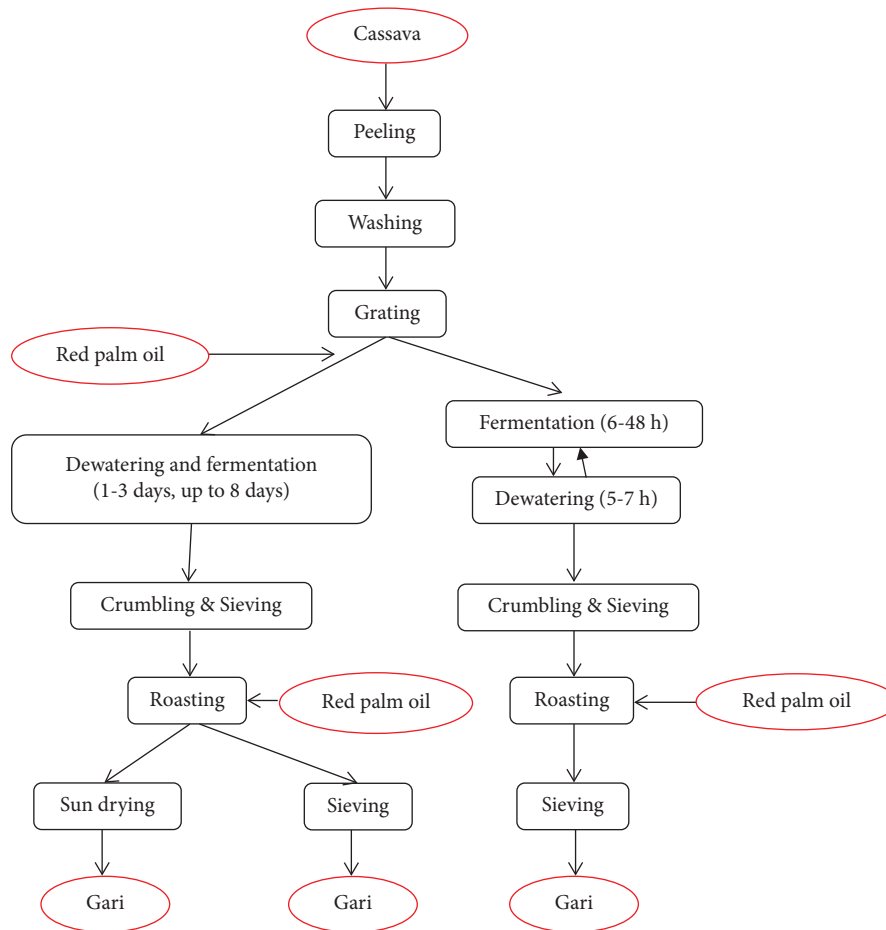 Cassava
Peeling
Washing
Grating
Red palm oil
Fermentation (6-48 h)
Dewatering and fermentation
(1-3 days, up to 8 days)
Dewatering (5-7 h)
Crumbling & Sieving
Crumbling & Sieving
Roasting
Red palm oil
Roasting
Red palm oil
Sun drying
Sieving
Sieving
Gari
Gari
Gari